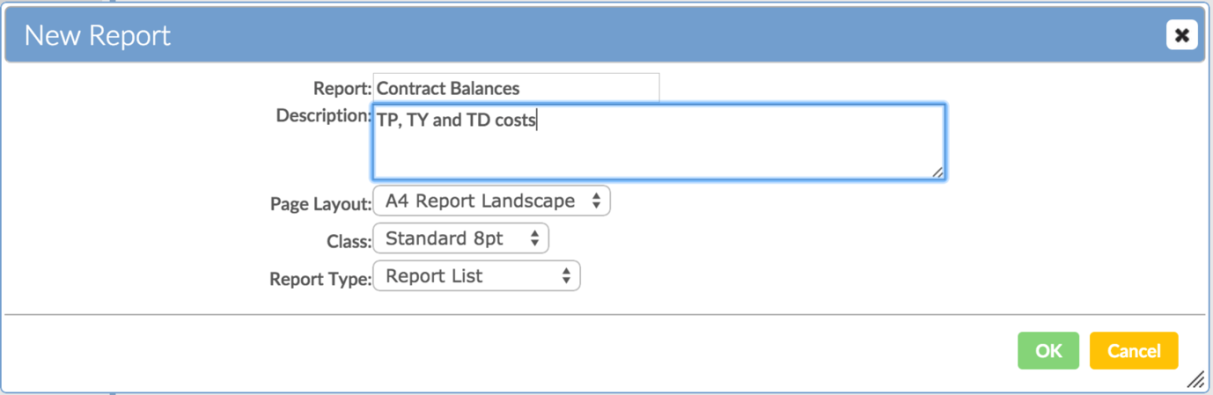 New Report
Report: Contract Balances
Description: TP, TY and TD costs
Page Layout: A4 Report Landscape
Class: Standard 8pt
Report Type: Report List
OK Cancel